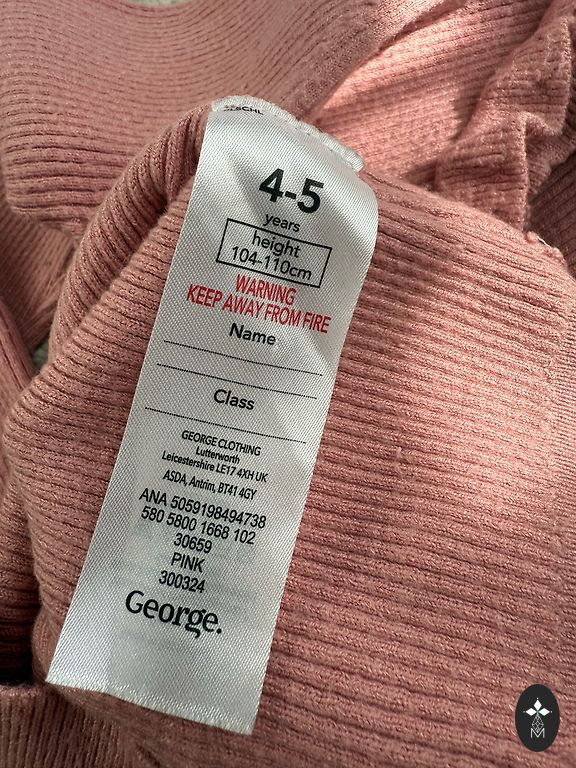 4-5
years
height
104-110cm
WARNING
KEEP AWAY FROM FIRE
Name
Class
GEORGE CLOTHING
Lutterworth
Leicestershire LE17 4XH UK
ASDA, Antrim, BT41 4GY
ANA 5059198494738
580 5800 1668 102
30659
PINK
300324
George.
M